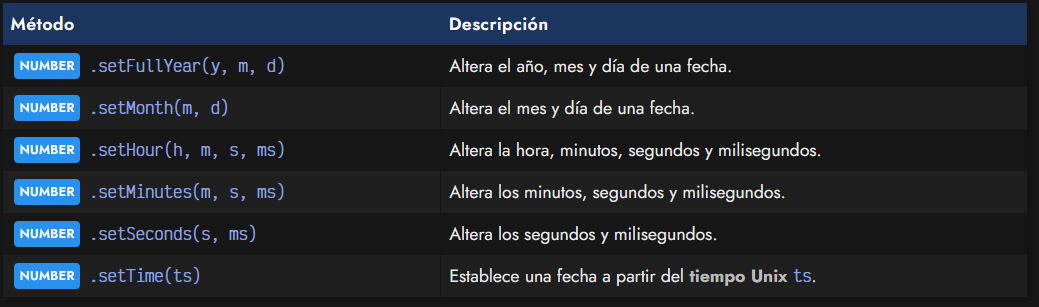 Método Descripción
NUMBER .setFullYear(y, m, d) Altera el año, mes y día de una fecha.
NUMBER .setMonth(m, d) Altera el mes y día de una fecha.
NUMBER .setHour(h, m, s, ms) Altera la hora, minutos, segundos y milisegundos.
NUMBER .setMinutes(m, s, ms) Altera los minutos, segundos y milisegundos.
NUMBER .setSeconds(s, ms) Altera los segundos y milisegundos.
NUMBER .setTime(ts) Establece una fecha a partir del tiempo Unix ts.